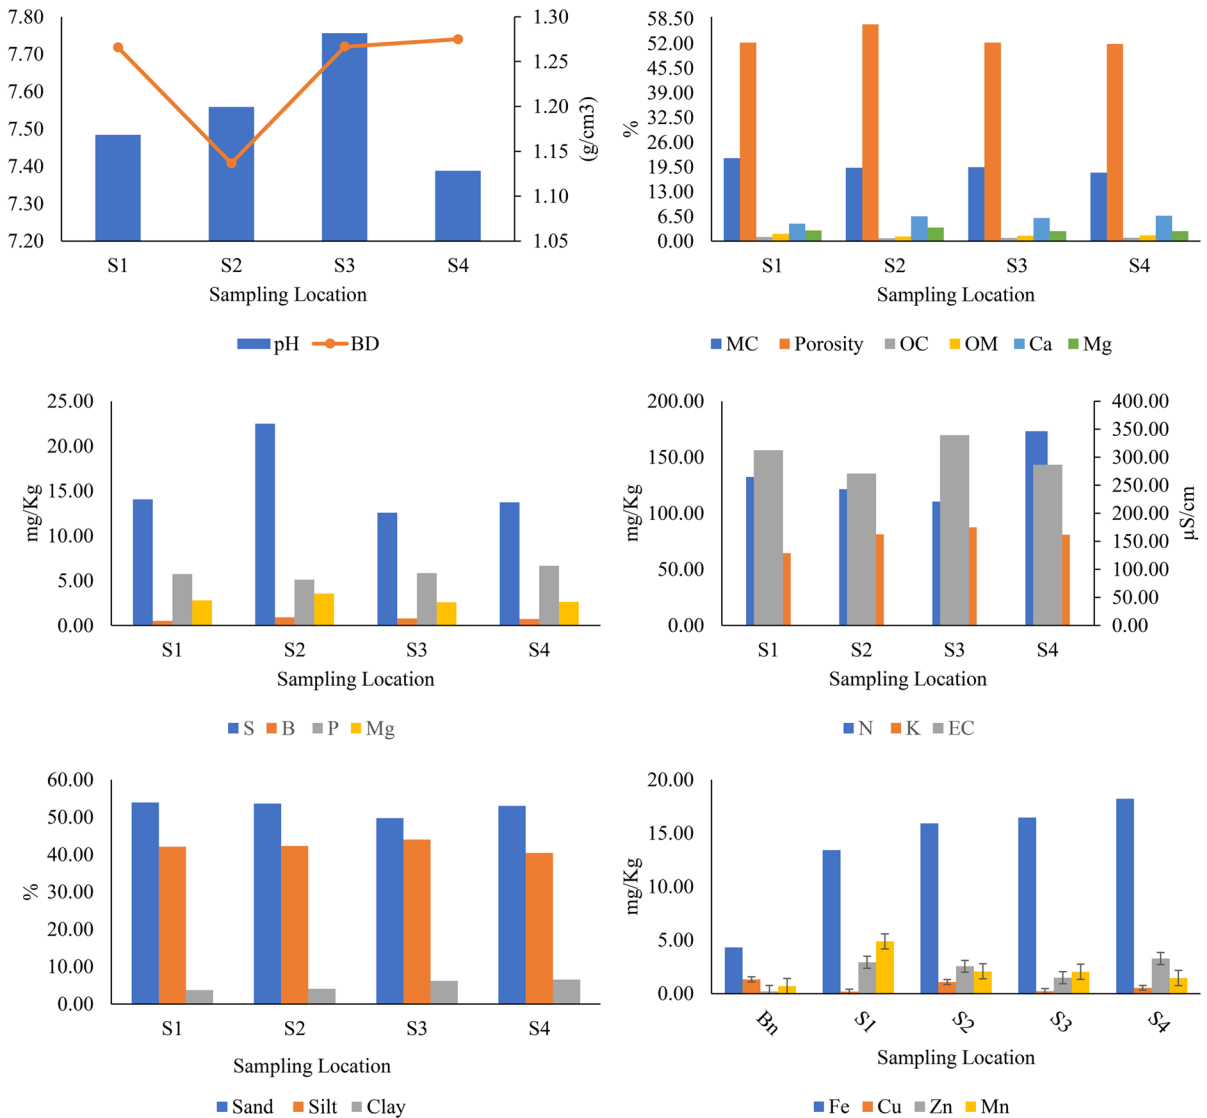 7.80
7.70
7.60
7.50
7.40
7.30
7.20
1.30
1.25
1.20
1.15
1.10
1.05
(g/cm3)
S1 S2 S3 S4
Sampling Location
pH BD
58.50
52.00
45.50
39.00
32.50
26.00
19.50
13.00
6.50
0.00
%
S1 S2 S3 S4
Sampling Location
MC Porosity OC OM Ca Mg
25.00
20.00
15.00
10.00
5.00
0.00
mg/Kg
S1 S2 S3 S4
Sampling Location
S B P Mg
200.00
150.00
100.00
50.00
0.00
mg/Kg
400.00
350.00
300.00
250.00
200.00
150.00
100.00
50.00
0.00
µS/cm
S1 S2 S3 S4
Sampling Location
N K EC
60.00
50.00
40.00
30.00
20.00
10.00
0.00
%
S1 S2 S3 S4
Sampling Location
Sand Silt Clay
20.00
15.00
10.00
5.00
0.00
mg/Kg
Bn S1 S2 S3 S4
Sampling Location
Fe Cu Zn Mn